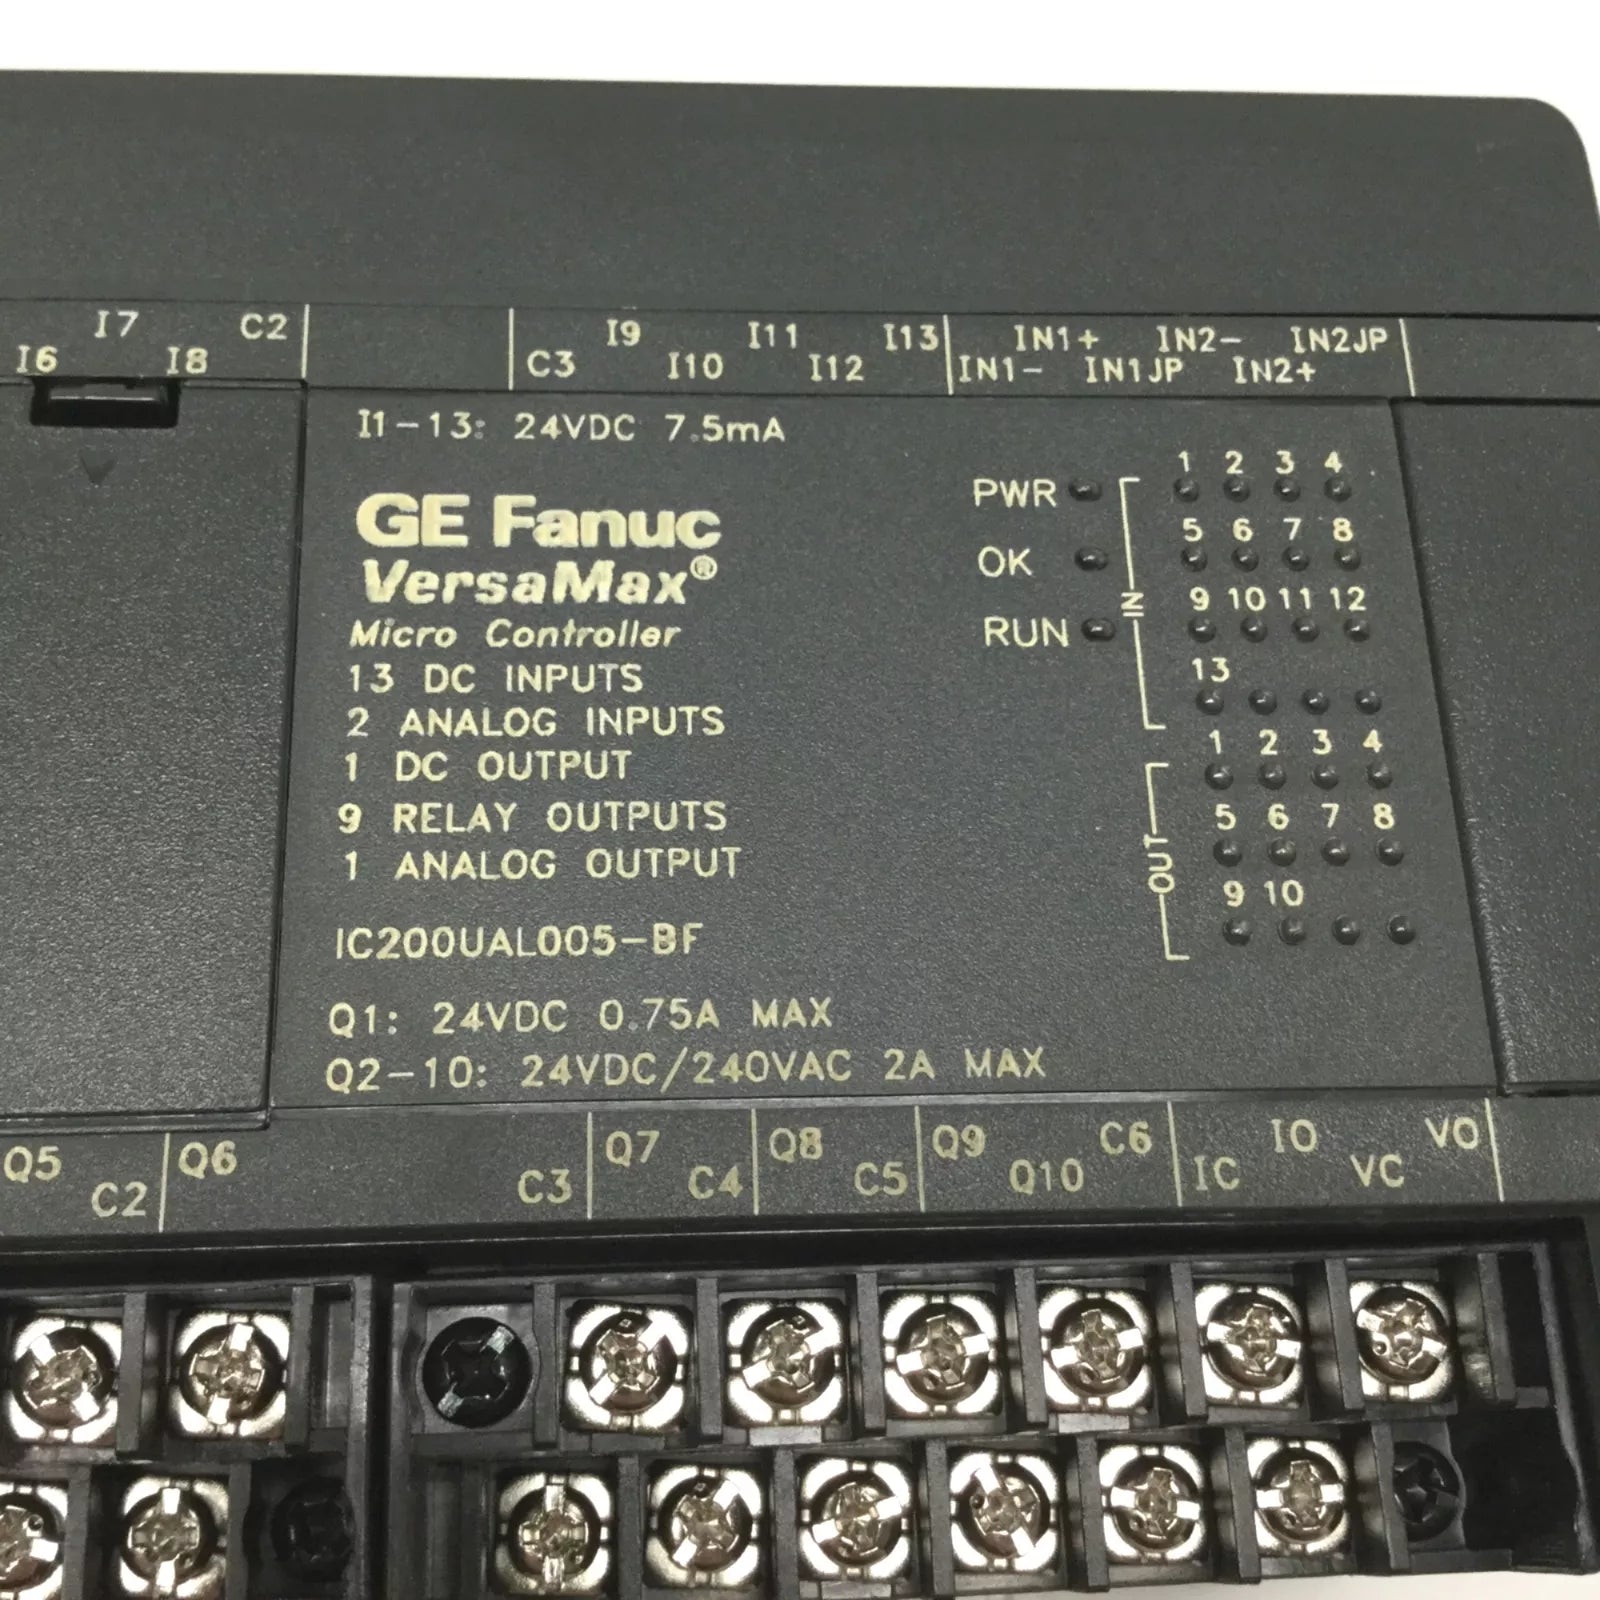 I7 C2 I9 I11 I13 IN1+ IN2- IN2JP
I6 I8 C3 I10 I12 IN1- IN1JP IN2+
I1-13: 24VDC 7.5mA
GE Fanuc
VersaMax®
Micro Controller
13 DC INPUTS
2 ANALOG INPUTS
1 DC OUTPUT
9 RELAY OUTPUTS
1 ANALOG OUTPUT
IC200UAL005-BF
Q1: 24VDC 0.75A MAX
Q2-10: 24VDC/240VAC 2A MAX
PWR
OK
RUN
IN
1 2 3 4
5 6 7 8
9 10 11 12
13
OUT
1 2 3 4
5 6 7 8
9 10
Q5 Q6 Q7 Q8 Q9 C6 IO VO
C2 C3 C4 C5 Q10 IC VC